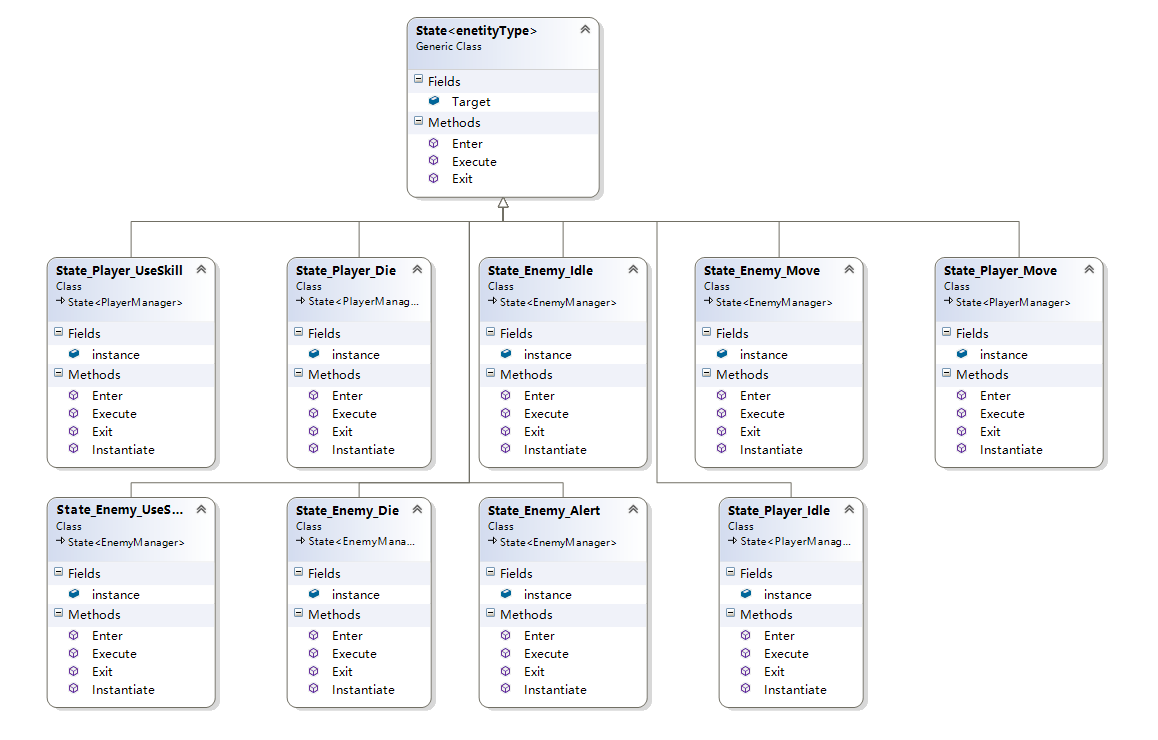 State<enetityType>
Generic Class
Fields
Target
Methods
Enter
Execute
Exit
State_Player_UseSkill
Class
State<PlayerManager>
Fields
instance
Methods
Enter
Execute
Exit
Instantiate
State_Player_Die
Class
State<PlayerManag...
Fields
instance
Methods
Enter
Execute
Exit
Instantiate
State_Enemy_Idle
Class
State<EnemyManager>
Fields
instance
Methods
Enter
Execute
Exit
Instantiate
State_Enemy_Move
Class
State<EnemyManager>
Fields
instance
Methods
Enter
Execute
Exit
Instantiate
State_Player_Move
Class
State<PlayerManager>
Fields
instance
Methods
Enter
Execute
Exit
Instantiate
State_Enemy_UseS...
Class
State<EnemyManager>
Fields
instance
Methods
Enter
Execute
Exit
Instantiate
State_Enemy_Die
Class
State<EnemyMana...
Fields
instance
Methods
Enter
Execute
Exit
Instantiate
State_Enemy_Alert
Class
State<EnemyManager>
Fields
instance
Methods
Enter
Execute
Exit
Instantiate
State_Player_Idle
Class
State<PlayerManag...
Fields
instance
Methods
Enter
Execute
Exit
Instantiate